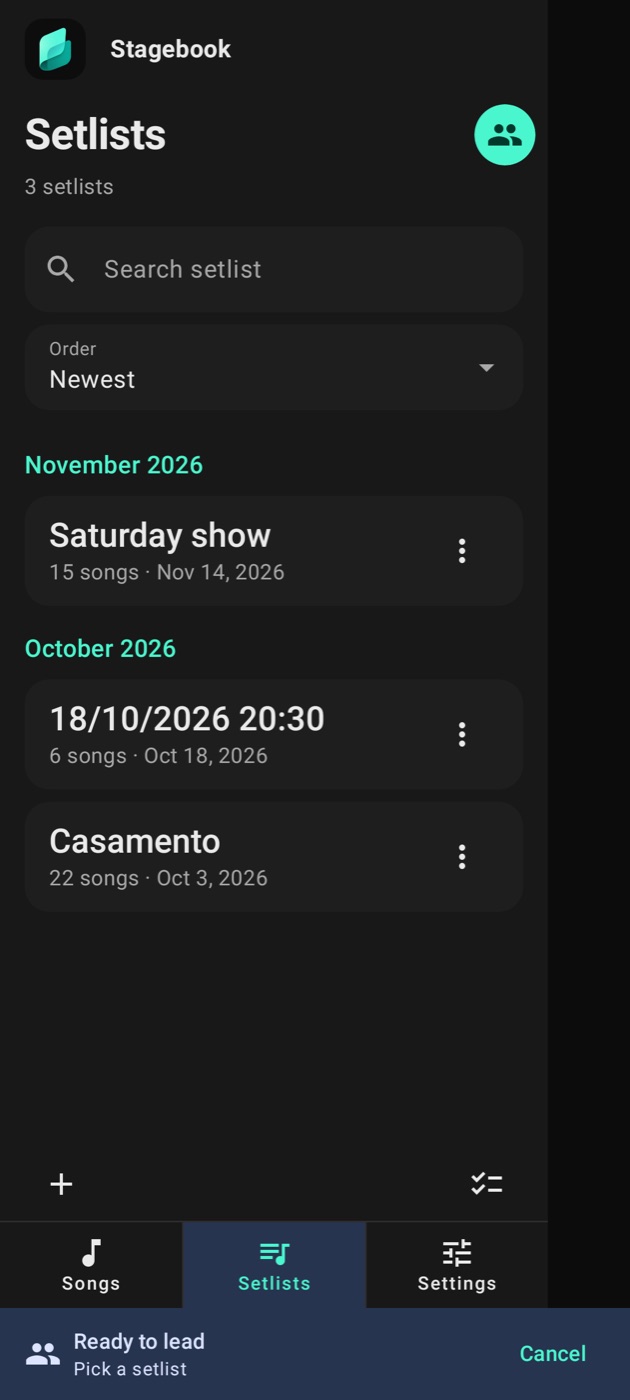 Stagebook
Setlists
3 setlists
Search setlist
Order
Newest
November 2026
Saturday show
15 songs · Nov 14, 2026
October 2026
18/10/2026 20:30
6 songs · Oct 18, 2026
Casamento
22 songs · Oct 3, 2026
Songs
Setlists
Settings
Ready to lead
Pick a setlist
Cancel